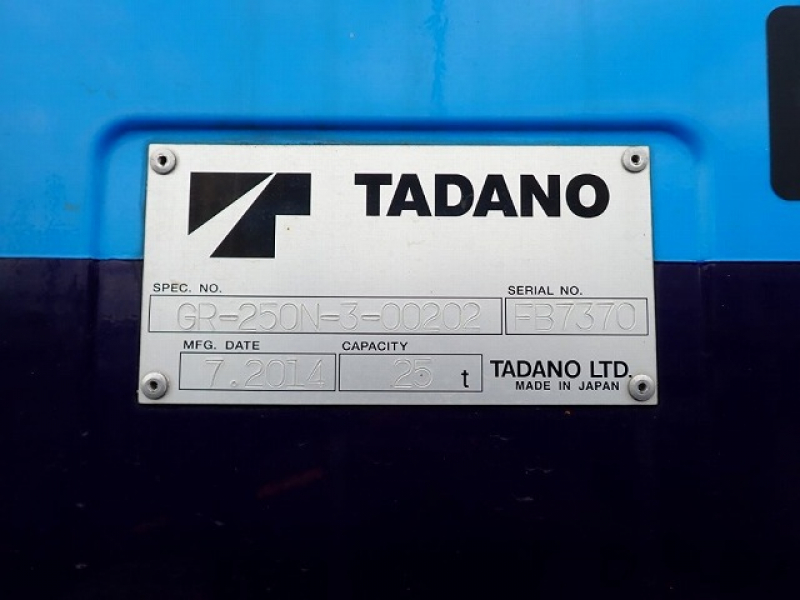 TADANO
SPEC. NO. SERIAL NO.
GR-250N-3-00202 FB7370
MFG. DATE CAPACITY
7.2014 25 t TADANO LTD.
MADE IN JAPAN